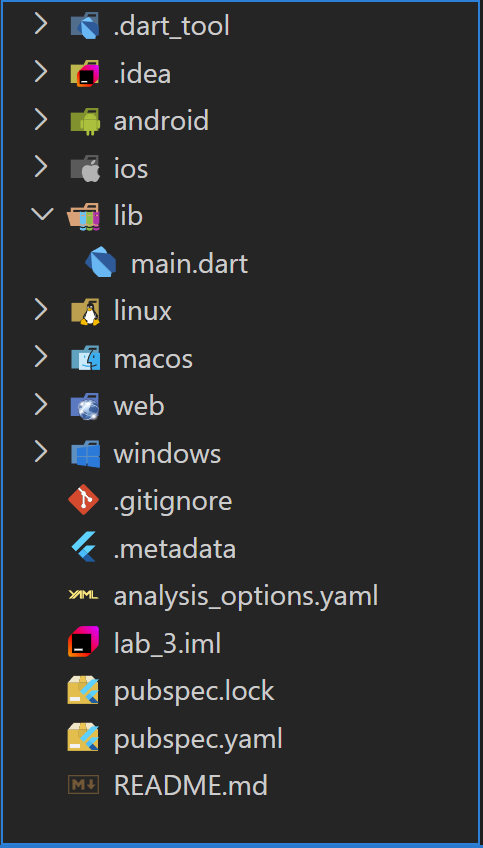 .dart_tool
.idea
android
ios
lib
main.dart
linux
macos
web
windows
.gitignore
.metadata
YAML analysis_options.yaml
lab_3.iml
pubspec.lock
pubspec.yaml
M README.md